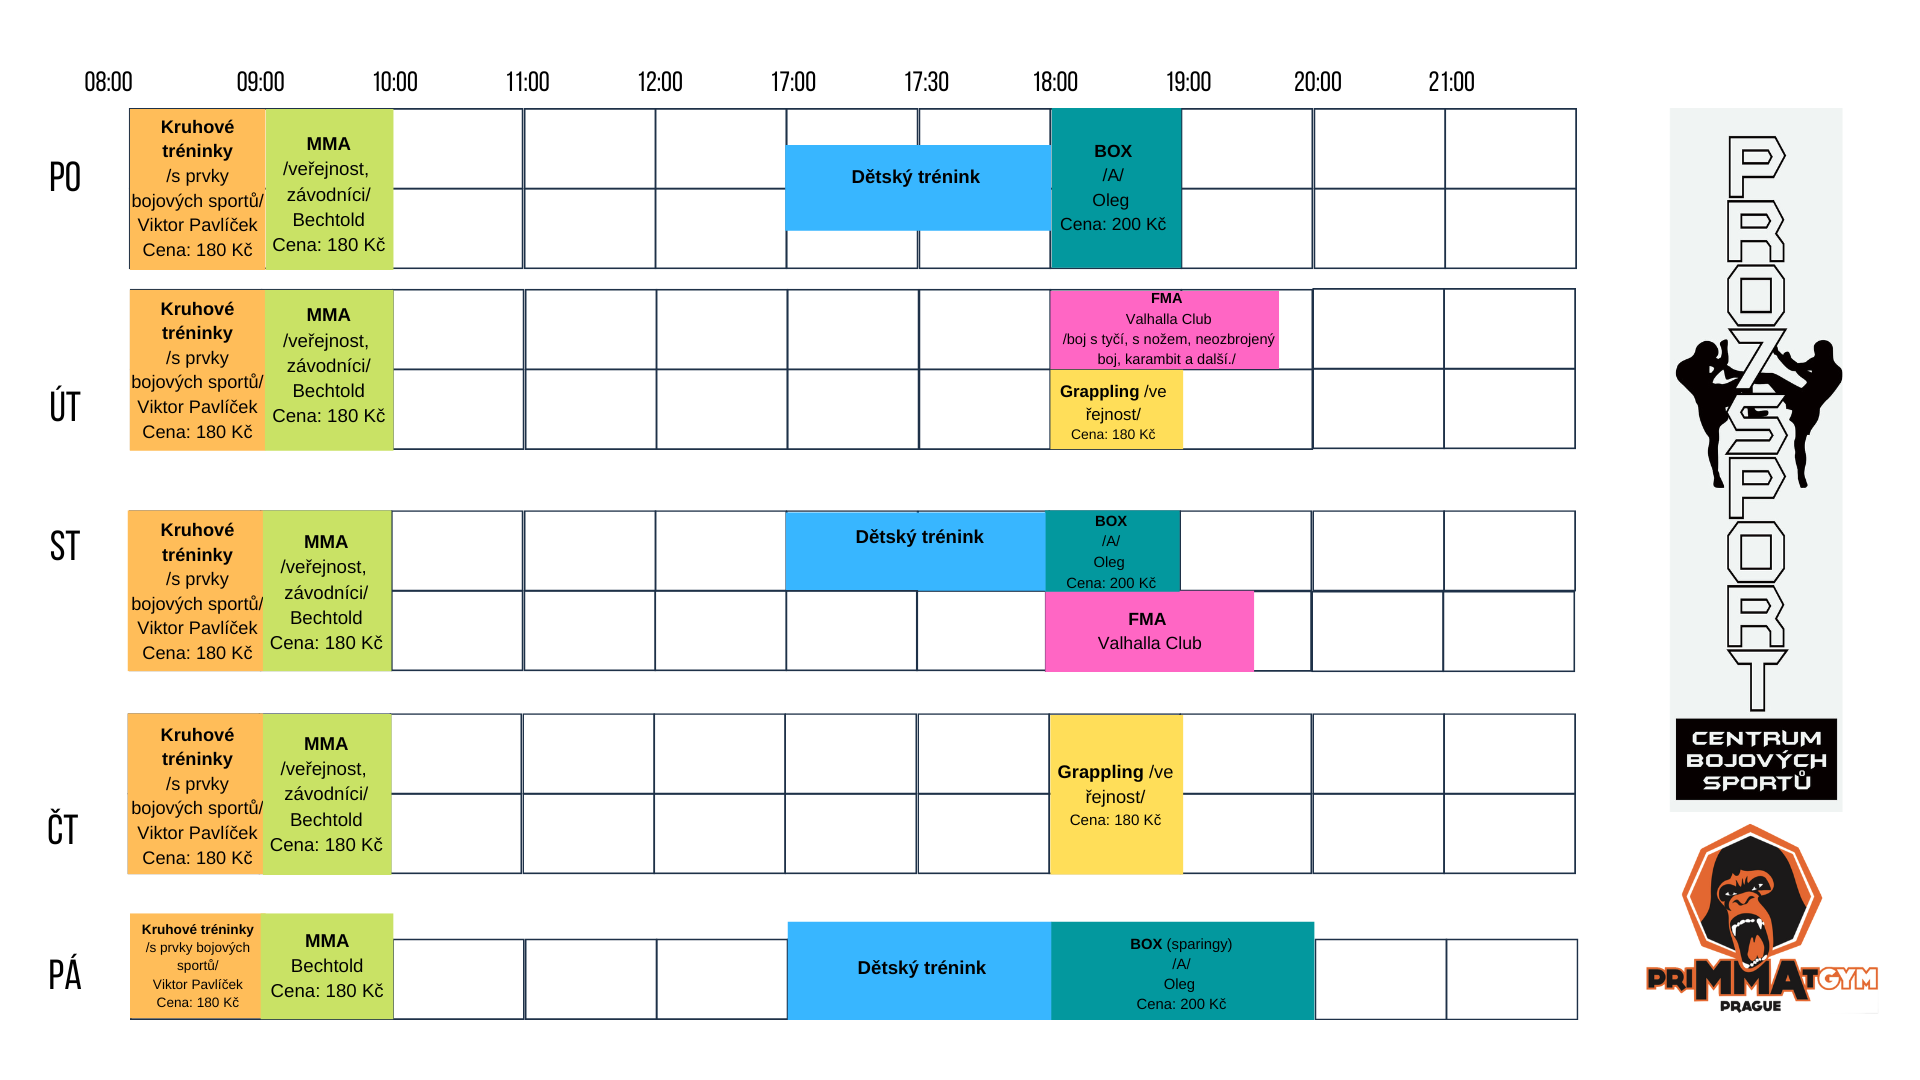 08:00 09:00 10:00 11:00 12:00 17:00 17:30 18:00 19:00 20:00 21:00
PO
Kruhové
tréninky
/s prvky
bojových sportů/
Viktor Pavlíček
Cena: 180 Kč
MMA
/veřejnost,
závodníci/
Bechtold
Cena: 180 Kč
Dětský trénink
BOX
/A/
Oleg
Cena: 200 Kč
ÚT
Kruhové
tréninky
/s prvky
bojových sportů/
Viktor Pavlíček
Cena: 180 Kč
MMA
/veřejnost,
závodníci/
Bechtold
Cena: 180 Kč
FMA
Valhalla Club
/boj s tyčí, s nožem, neozbrojený
boj, karambit a další./
Grappling /ve
řejnost/
Cena: 180 Kč
ST
Kruhové
tréninky
/s prvky
bojových sportů/
Viktor Pavlíček
Cena: 180 Kč
MMA
/veřejnost,
závodníci/
Bechtold
Cena: 180 Kč
Dětský trénink
BOX
/A/
Oleg
Cena: 200 Kč
FMA
Valhalla Club
ČT
Kruhové
tréninky
/s prvky
bojových sportů/
Viktor Pavlíček
Cena: 180 Kč
MMA
/veřejnost,
závodníci/
Bechtold
Cena: 180 Kč
Grappling /ve
řejnost/
Cena: 180 Kč
PÁ
Kruhové tréninky
/s prvky bojových
sportů/
Viktor Pavlíček
Cena: 180 Kč
MMA
Bechtold
Cena: 180 Kč
Dětský trénink
BOX (sparingy)
/A/
Oleg
Cena: 200 Kč
PRO7SPORT
CENTRUM
BOJOVÝCH
SPORTŮ
PRIMMATGYM
PRAGUE